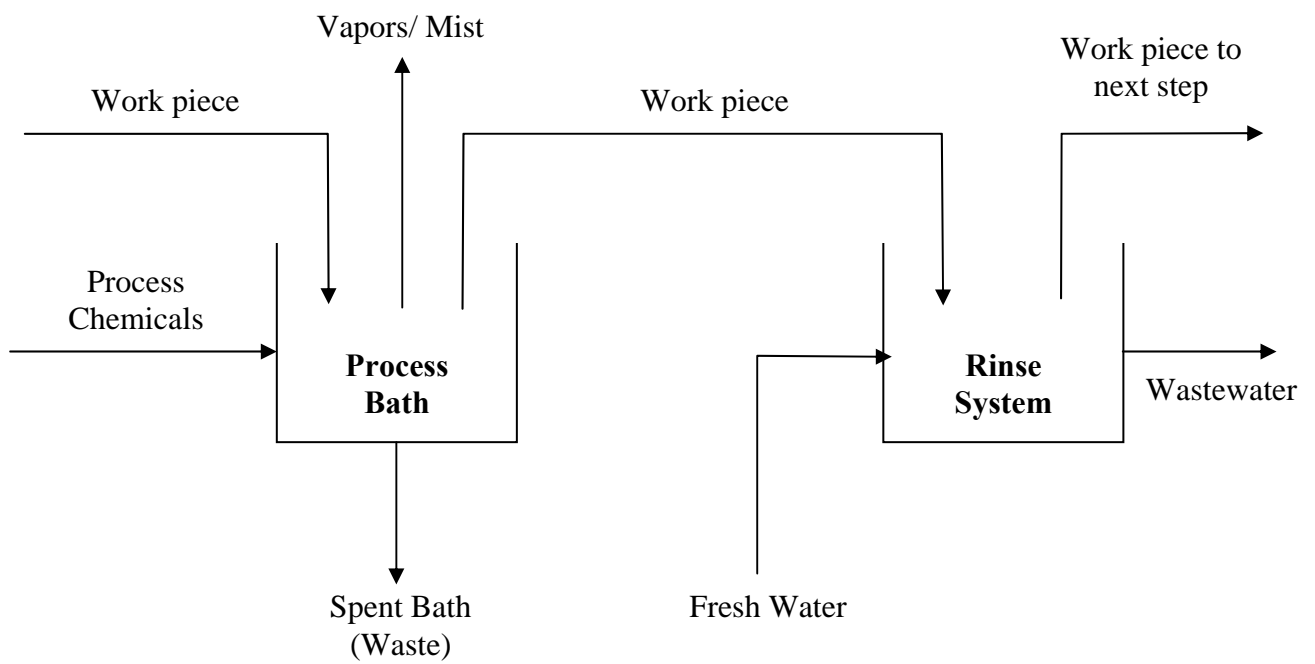 Vapors/ Mist
Work piece to
next step
Work piece
Work piece
Process
Chemicals
Process
Bath
Rinse
System
Wastewater
Spent Bath
(Waste)
Fresh Water